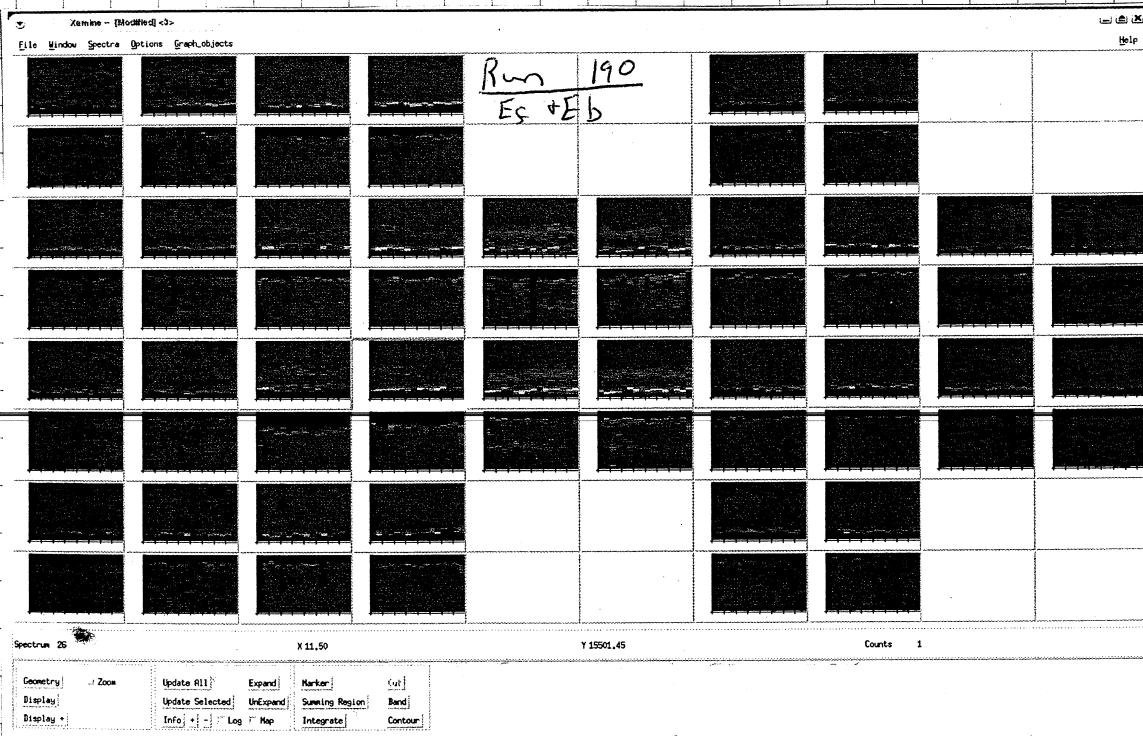 Xamine - [Modified] <3>
File Window Spectra Options Graph_objects Help
Run 190
Spectrum 26 X 11.50 Y 15501.45 Counts 1
Geometry Zoom Update All Expand Marker Cut
Display Update Selected UnExpand Summing Region Band
Display + Info + - Log Map Integrate Contour